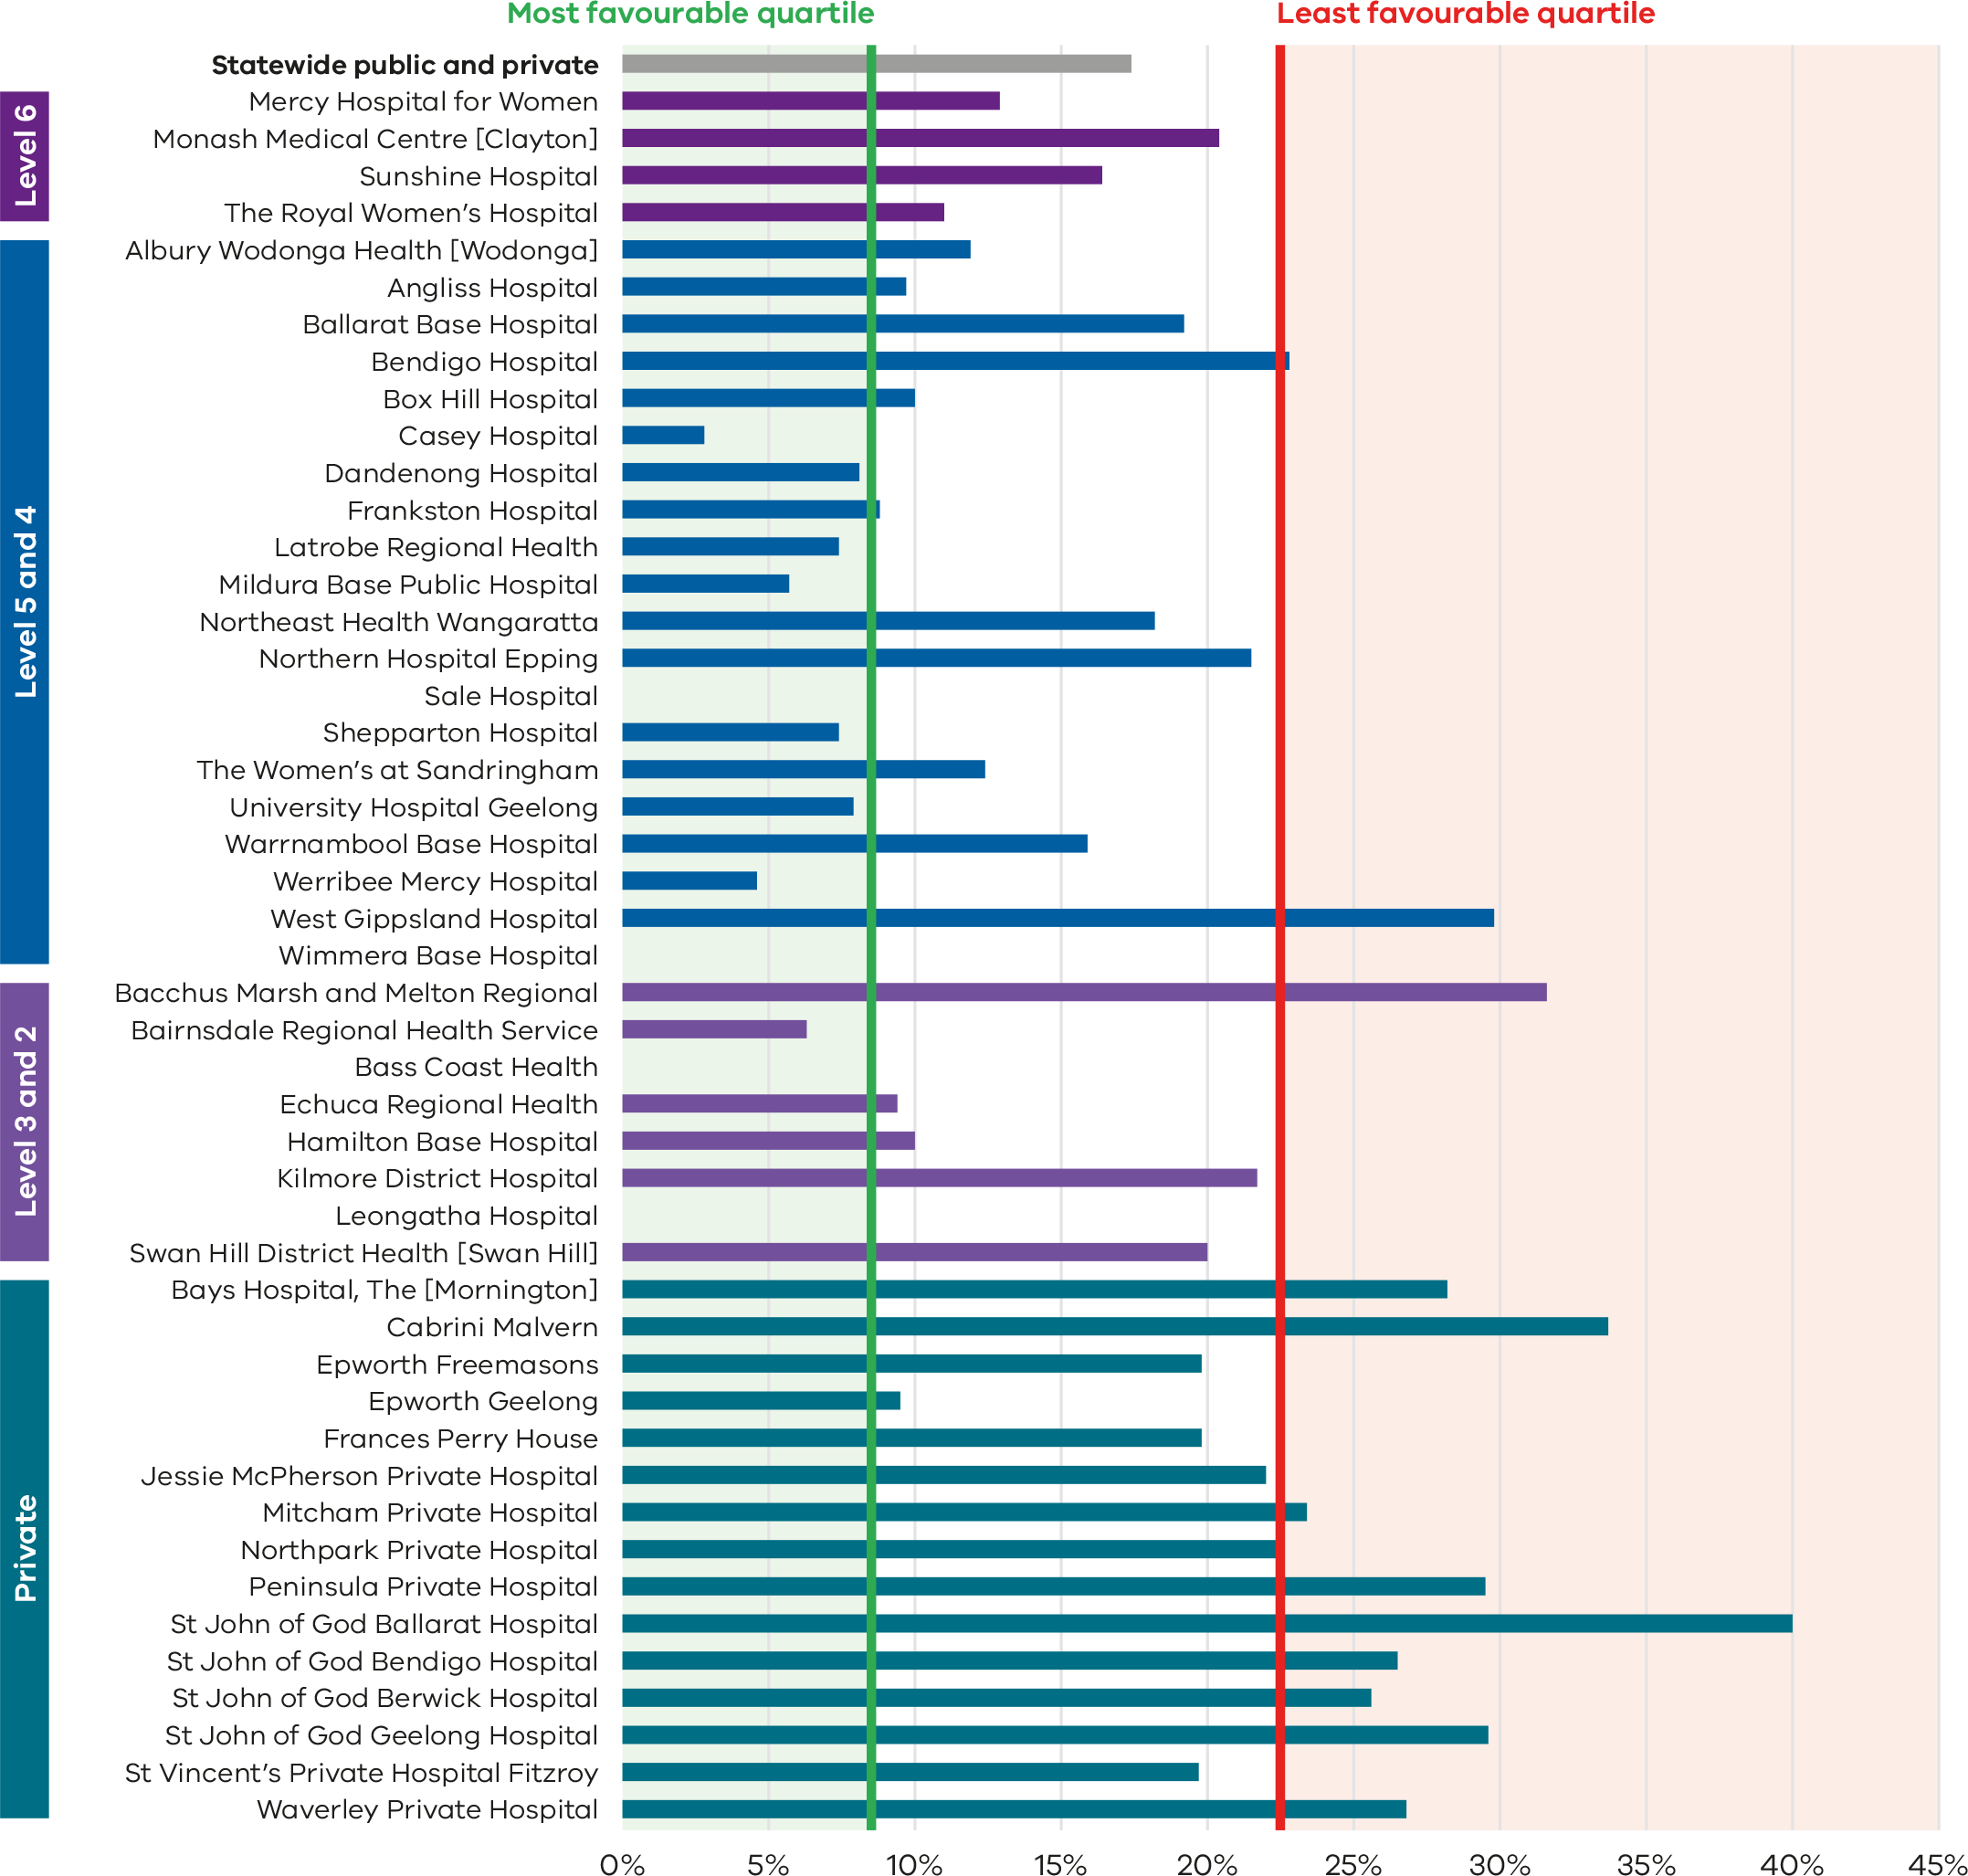 Most favourable quartile
Least favourable quartile
Statewide public and private
Level 6
Mercy Hospital for Women
Monash Medical Centre [Clayton]
Sunshine Hospital
The Royal Women’s Hospital
Level 5 and 4
Albury Wodonga Health [Wodonga]
Angliss Hospital
Ballarat Base Hospital
Bendigo Hospital
Box Hill Hospital
Casey Hospital
Dandenong Hospital
Frankston Hospital
Latrobe Regional Health
Mildura Base Public Hospital
Northeast Health Wangaratta
Northern Hospital Epping
Sale Hospital
Shepparton Hospital
The Women’s at Sandringham
University Hospital Geelong
Warrnambool Base Hospital
Werribee Mercy Hospital
West Gippsland Hospital
Wimmera Base Hospital
Level 3 and 2
Bacchus Marsh and Melton Regional
Bairnsdale Regional Health Service
Bass Coast Health
Echuca Regional Health
Hamilton Base Hospital
Kilmore District Hospital
Leongatha Hospital
Swan Hill District Health [Swan Hill]
Private
Bays Hospital, The [Mornington]
Cabrini Malvern
Epworth Freemasons
Epworth Geelong
Frances Perry House
Jessie McPherson Private Hospital
Mitcham Private Hospital
Northpark Private Hospital
Peninsula Private Hospital
St John of God Ballarat Hospital
St John of God Bendigo Hospital
St John of God Berwick Hospital
St John of God Geelong Hospital
St Vincent’s Private Hospital Fitzroy
Waverley Private Hospital
0% 5% 10% 15% 20% 25% 30% 35% 40% 45%